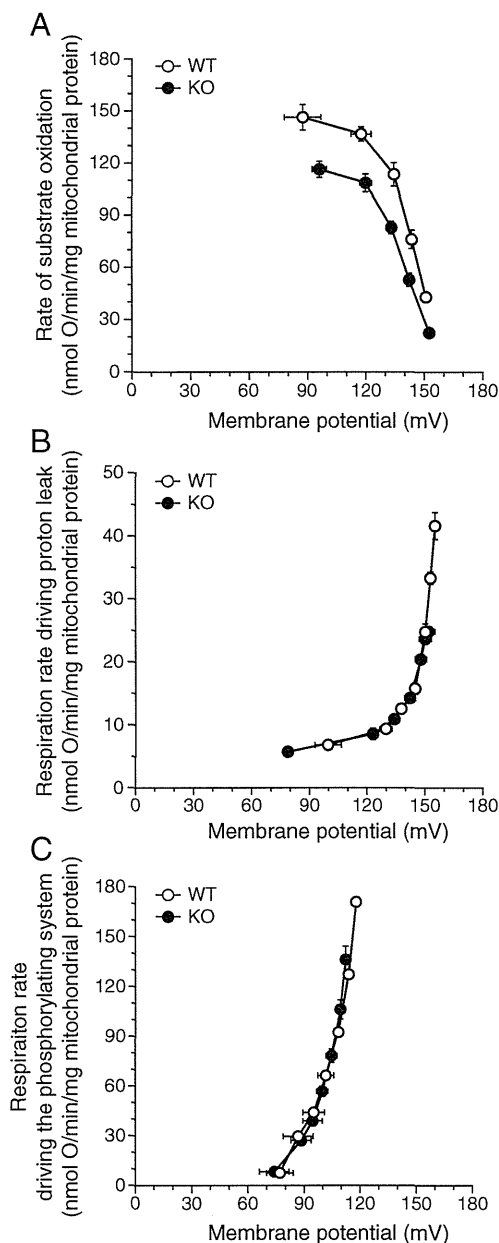 A
WT
KO
Rate of substrate oxidation
(nmol O/min/mg mitochondrial protein)
180
150
120
90
60
30
0
0 30 60 90 120 150 180
Membrane potential (mV)
B
WT
KO
Respiration rate driving proton leak
(nmol O/min/mg mitochondrial protein)
50
40
30
20
10
0
0 30 60 90 120 150 180
Membrane potential (mV)
C
WT
KO
Respiraiton rate
driving the phosphorylating system
(nmol O/min/mg mitochondrial protein)
180
150
120
90
60
30
0
0 30 60 90 120 150 180
Membrane potential (mV)